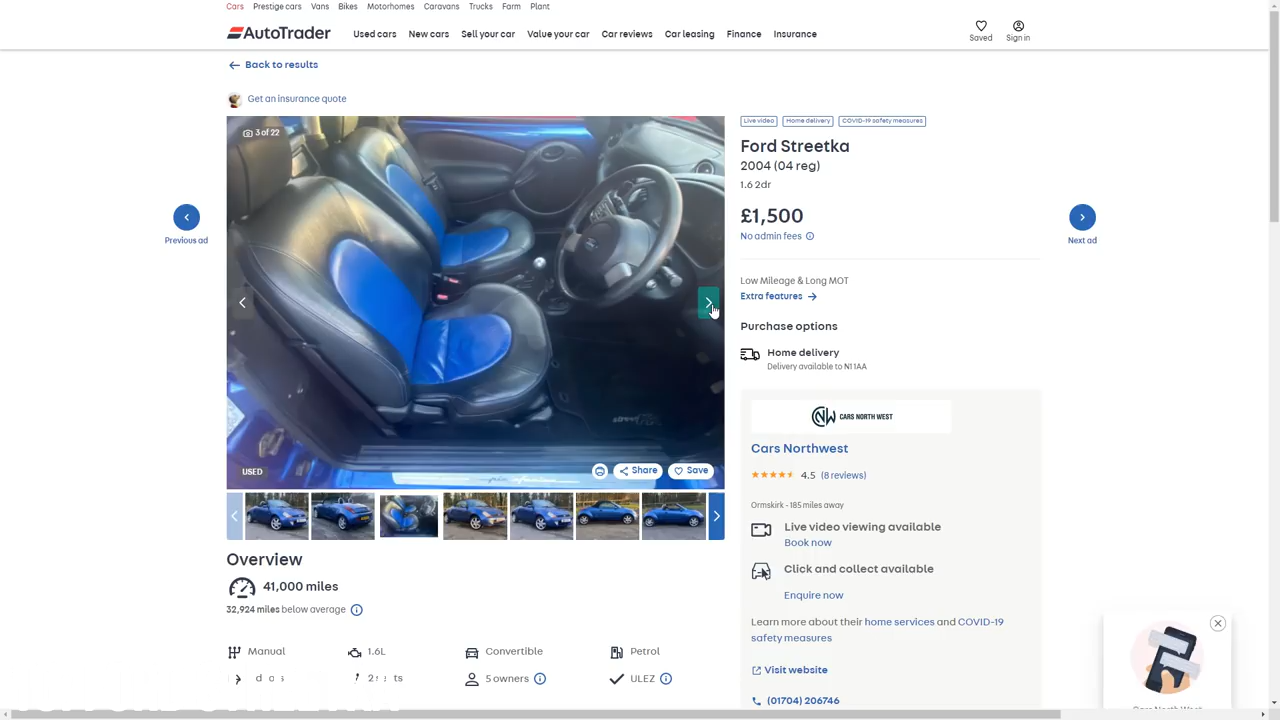 Cars Prestige cars Vans Bikes Motorhomes Caravans Trucks Farm Plant
AutoTrader Used cars New cars Sell your car Value your car Car reviews Car leasing Finance Insurance Saved Sign in
Back to results
Get an insurance quote
3 of 22
USED
Share
Save
Previous ad
Next ad
Live video Home delivery COVID-19 safety measures
Ford Streetka
2004 (04 reg)
1.6 2dr
£1,500
No admin fees
Low Mileage & Long MOT
Extra features
Purchase options
Home delivery
Delivery available to N1 1AA
CARS NORTH WEST
Cars Northwest
4.5 (8 reviews)
Ormskirk - 185 miles away
Live video viewing available
Book now
Click and collect available
Enquire now
Learn more about their home services and COVID-19
safety measures
Visit website
(01704) 206746
Overview
41,000 miles
32,924 miles below average
Manual 1.6L Convertible Petrol
5 owners ULEZ